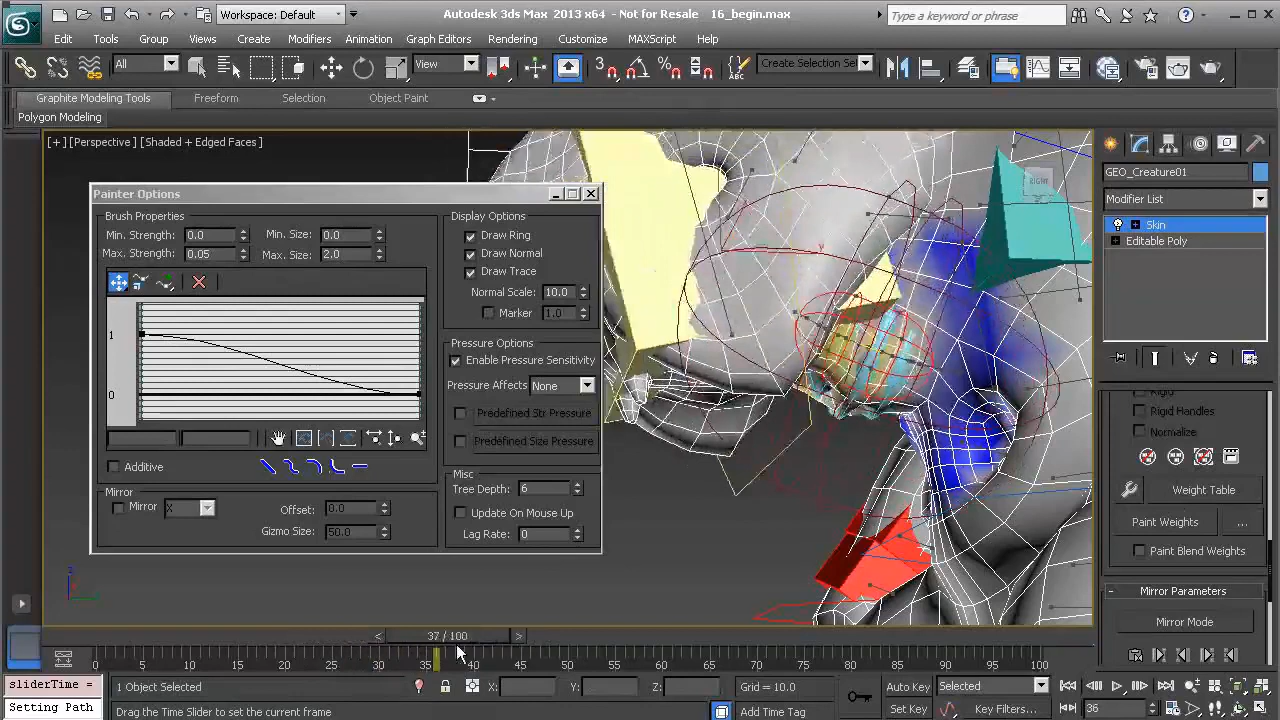 Workspace: Default
Autodesk 3ds Max 2013 x64 - Not for Resale 16_begin.max
Type a keyword or phrase
Edit Tools Group Views Create Modifiers Animation Graph Editors Rendering Customize MAXScript Help
All View Create Selection Se
Graphite Modeling Tools Freeform Selection Object Paint
Polygon Modeling
[+] [Perspective] [Shaded + Edged Faces]
RIGHT
GEO_Creature01
Modifier List
Skin
Editable Poly
Painter Options
Brush Properties
Min. Strength: 0.0 Min. Size: 0.0
Max. Strength: 0.05 Max. Size: 2.0
1
0
Additive
Mirror
Mirror X Offset: 0.0
Gizmo Size: 50.0
Display Options
Draw Ring
Draw Normal
Draw Trace
Normal Scale: 10.0
Marker 1.0
Pressure Options
Enable Pressure Sensitivity
Pressure Affects None
Predefined Str Pressure
Predefined Size Pressure
Misc
Tree Depth: 6
Update On Mouse Up
Lag Rate: 0
Rigid Handles
Normalize
Weight Table
Paint Weights ...
Paint Blend Weights
- Mirror Parameters
Mirror Mode
< 37 / 100 >
0 5 10 15 20 25 30 35 40 45 50 55 60 65 70 75 80 85 90 95 100
sliderTime =
Setting Path
1 Object Selected
X: Y: Z: Grid = 10.0
Drag the Time Slider to set the current frame
Add Time Tag
Auto Key Selected
Set Key Key Filters...
36